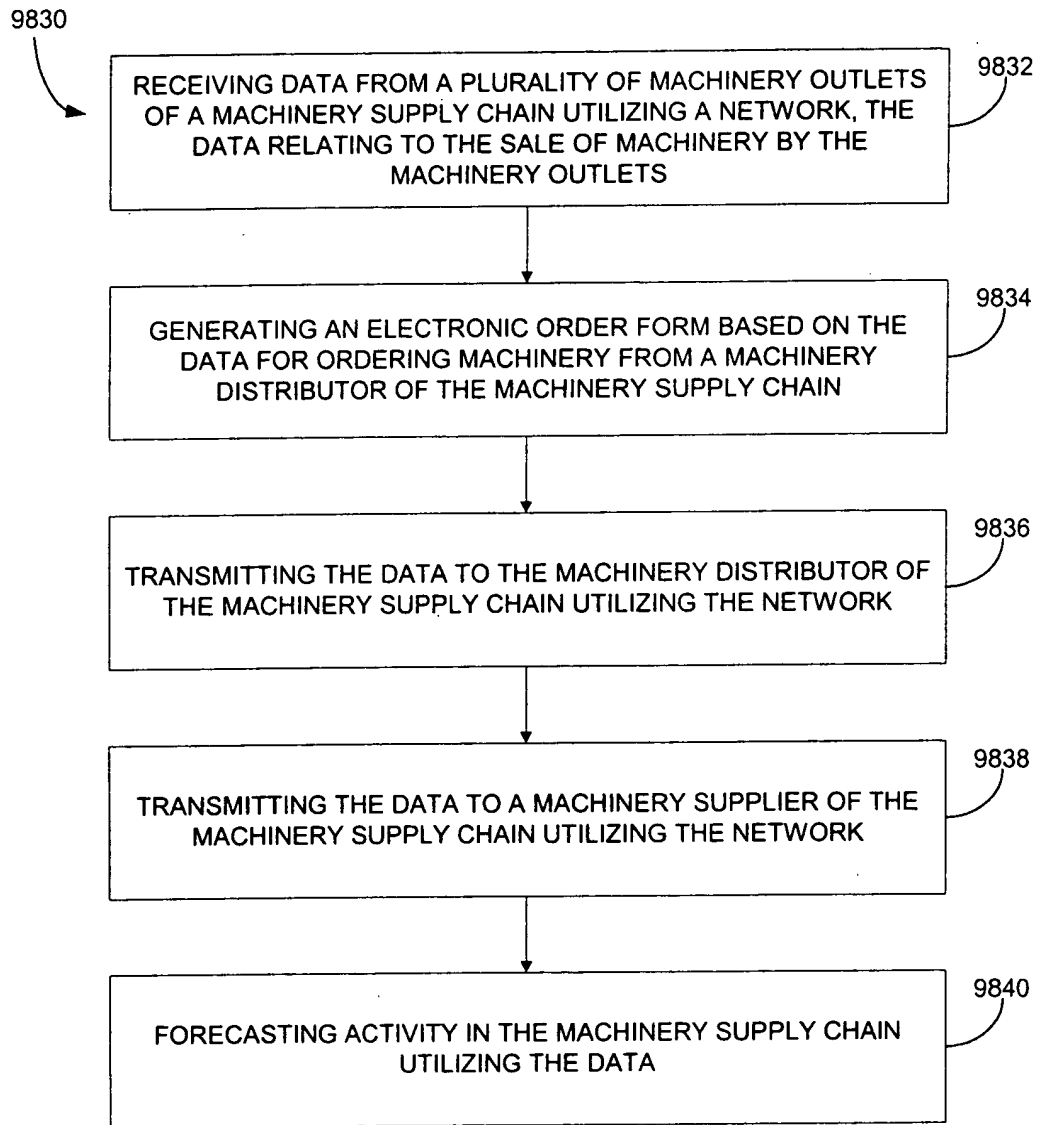 9830
RECEIVING DATA FROM A PLURALITY OF MACHINERY OUTLETS
OF A MACHINERY SUPPLY CHAIN UTILIZING A NETWORK, THE
DATA RELATING TO THE SALE OF MACHINERY BY THE
MACHINERY OUTLETS
9832
GENERATING AN ELECTRONIC ORDER FORM BASED ON THE
DATA FOR ORDERING MACHINERY FROM A MACHINERY
DISTRIBUTOR OF THE MACHINERY SUPPLY CHAIN
9834
TRANSMITTING THE DATA TO THE MACHINERY DISTRIBUTOR OF
THE MACHINERY SUPPLY CHAIN UTILIZING THE NETWORK
9836
TRANSMITTING THE DATA TO A MACHINERY SUPPLIER OF THE
MACHINERY SUPPLY CHAIN UTILIZING THE NETWORK
9838
FORECASTING ACTIVITY IN THE MACHINERY SUPPLY CHAIN
UTILIZING THE DATA
9840